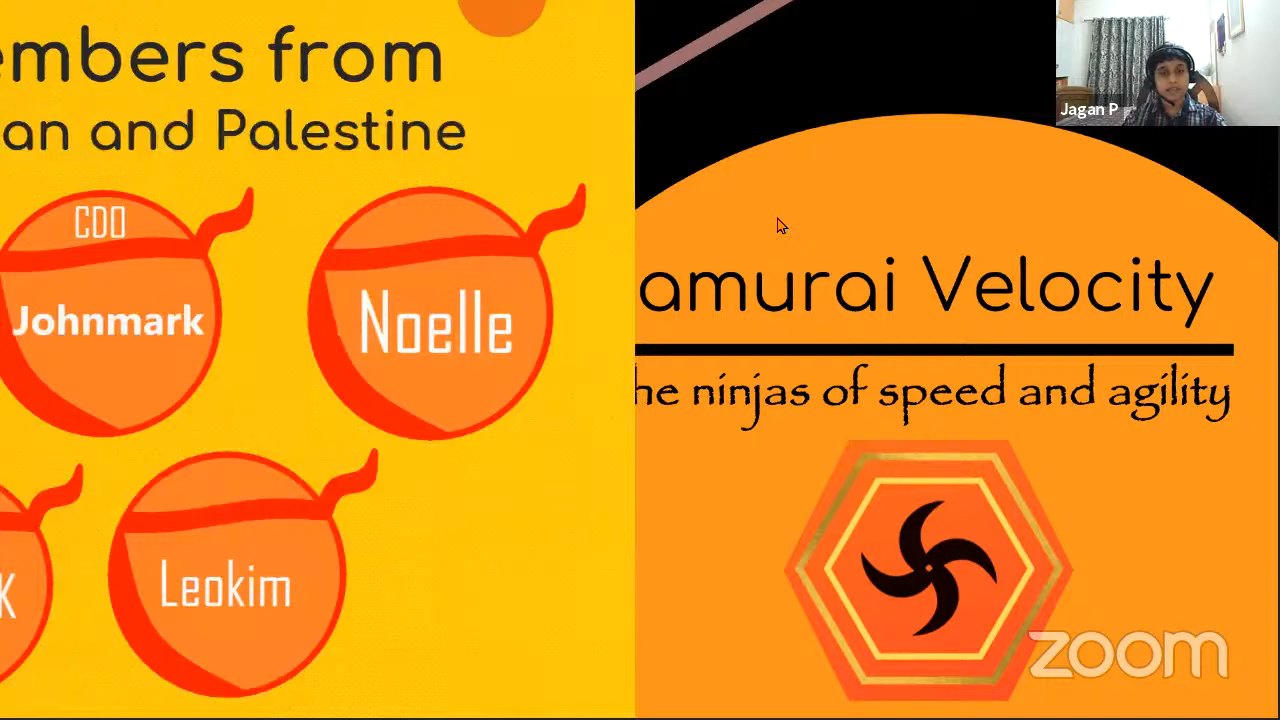 embers from
an and Palestine
CDO
Johnmark
Noelle
K
Leokim
Jagan P
amurai Velocity
he ninjas of speed and agility
zoom